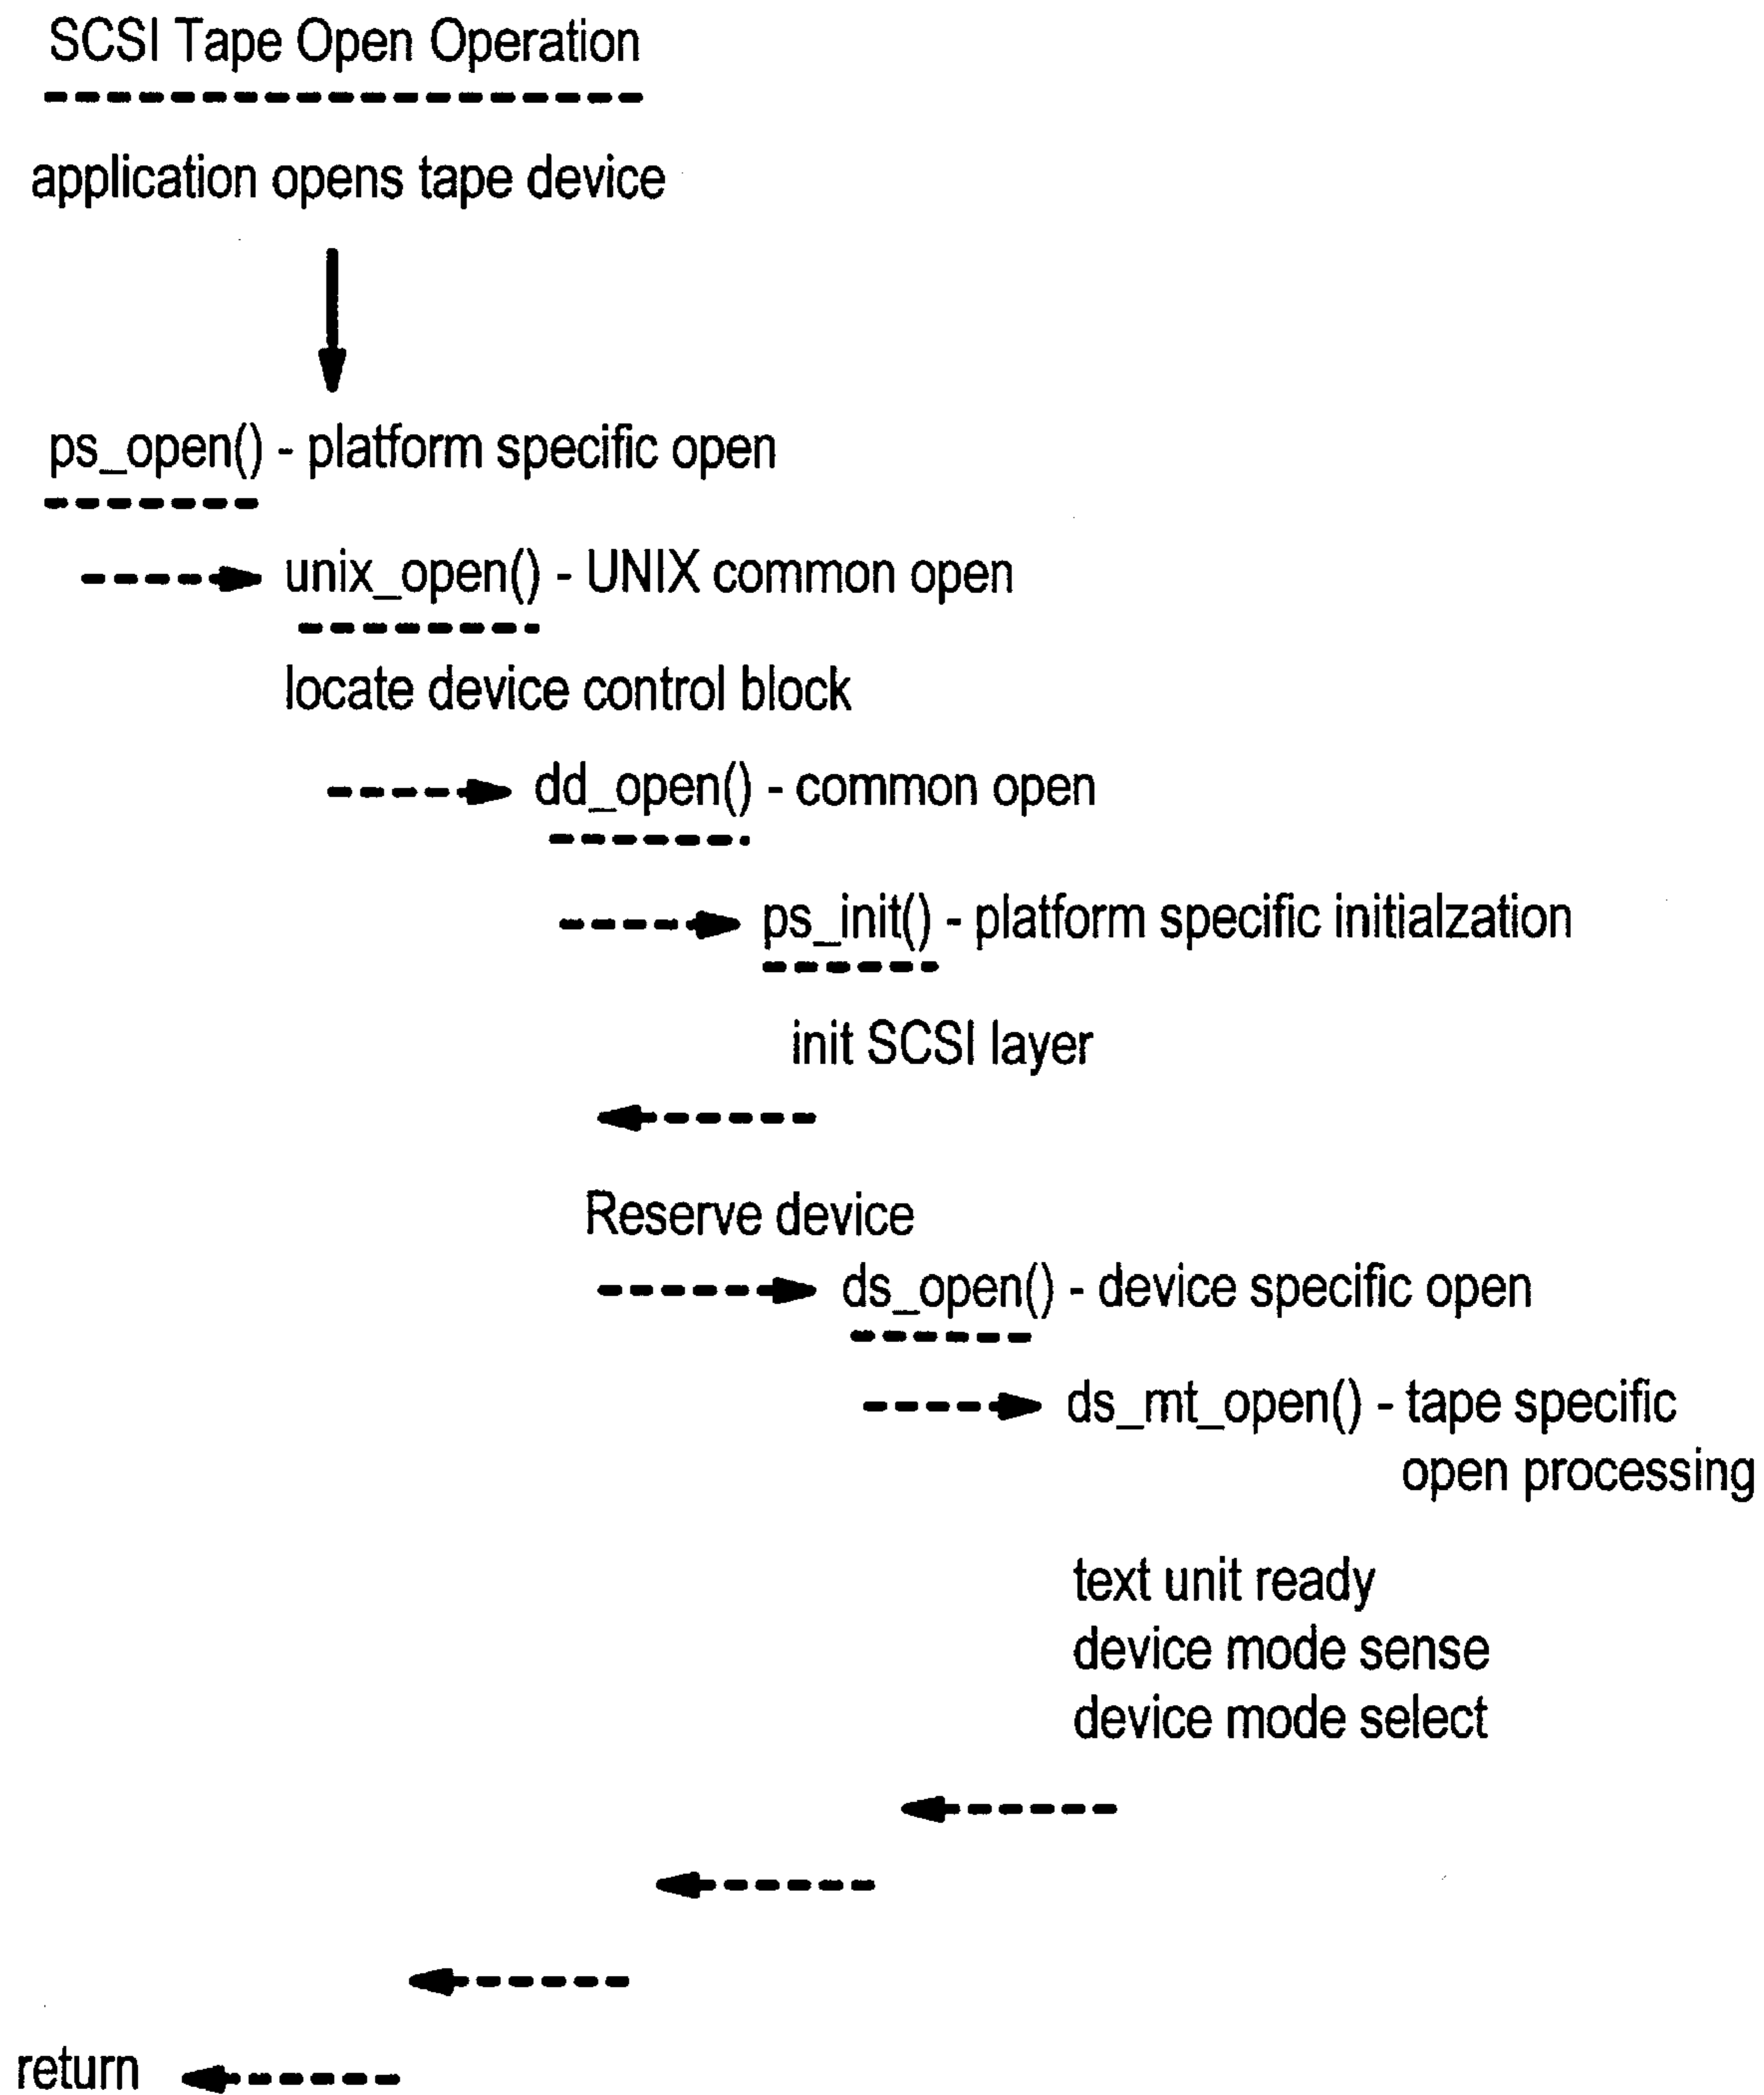 SCSI Tape Open Operation
application opens tape device
ps_open() - platform specific open
unix_open() - UNIX common open
locate device control block
dd_open() - common open
ps_init() - platform specific initialzation
init SCSI layer
Reserve device
ds_open() - device specific open
ds_mt_open() - tape specific
open processing
text unit ready
device mode sense
device mode select
return